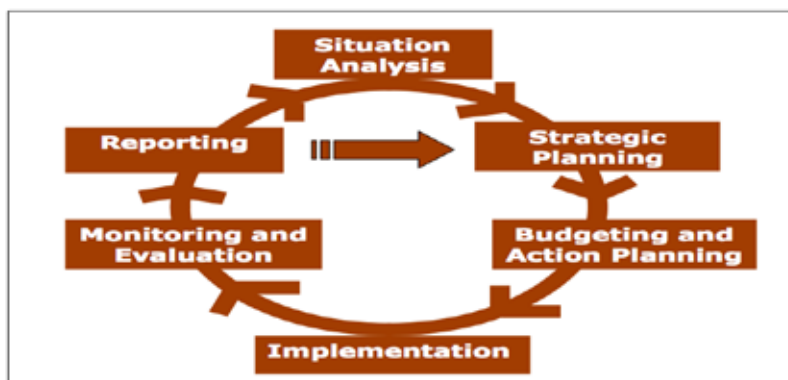 Situation
Analysis
Strategic
Planning
Budgeting and
Action Planning
Implementation
Monitoring and
Evaluation
Reporting